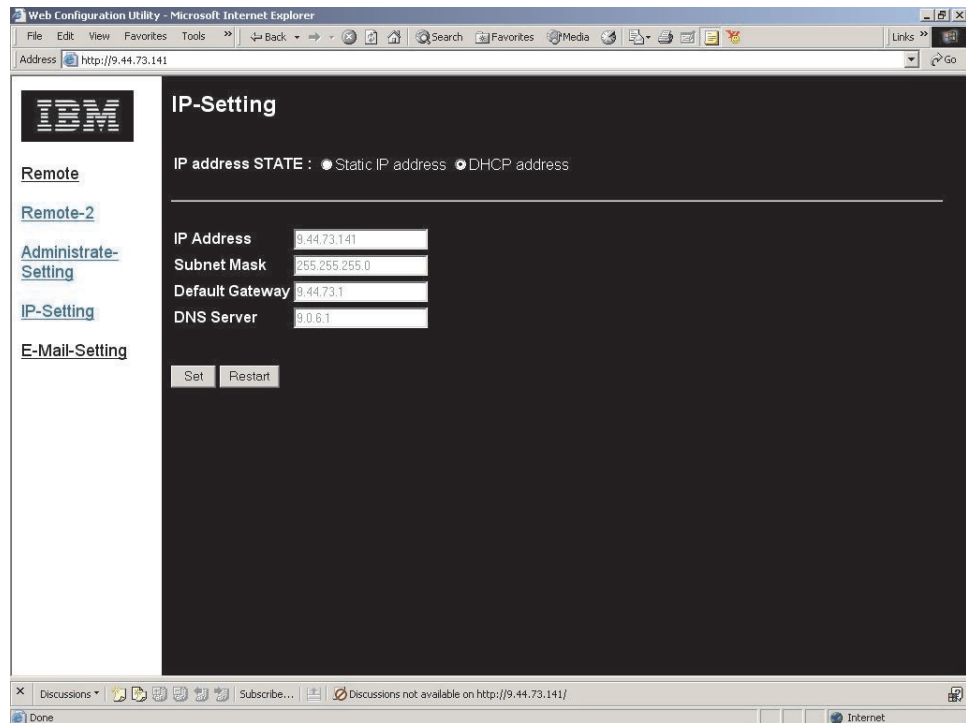 Web Configuration Utility - Microsoft Internet Explorer
File Edit View Favorites Tools » Back Search Favorites Media Links »
Address http://9.44.73.141 Go
IBM
IP-Setting
IP address STATE : Static IP address DHCP address
Remote
Remote-2
Administrate-
Setting
IP-Setting
E-Mail-Setting
IP Address 9.44.73.141
Subnet Mask 255.255.255.0
Default Gateway 9.44.73.1
DNS Server 9.0.6.1
Set Restart
Discussions Subscribe... Discussions not available on http://9.44.73.141/
Done Internet